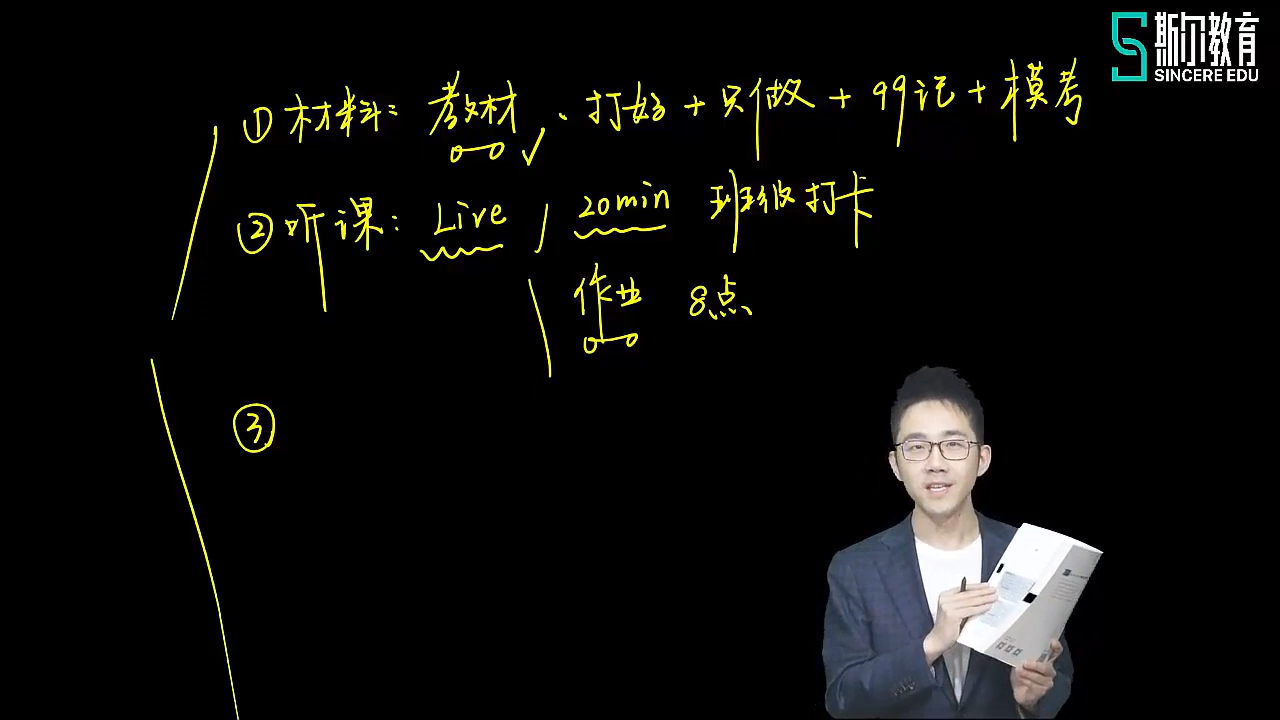 斯尔教育
SINCERE EDU
①材料：教材、打好+只做+99记+模考
②听课：Live / 20min 班级打卡
作业 8点
③